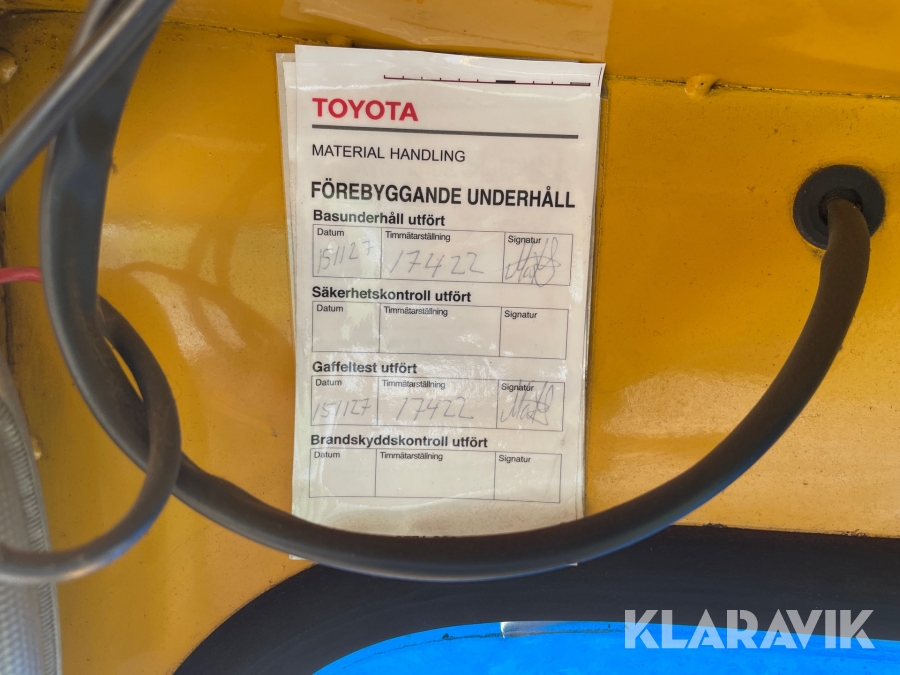 TOYOTA
MATERIAL HANDLING
FÖREBYGGANDE UNDERHÅLL
Basunderhåll utfört
Datum Timmätarställning Signatur
151127 17422
Säkerhetskontroll utfört
Datum Timmätarställning Signatur
Gaffeltest utfört
Datum Timmätarställning Signatur
151127 17422
Brandskyddskontroll utfört
Datum Timmätarställning Signatur
KLARAVIK